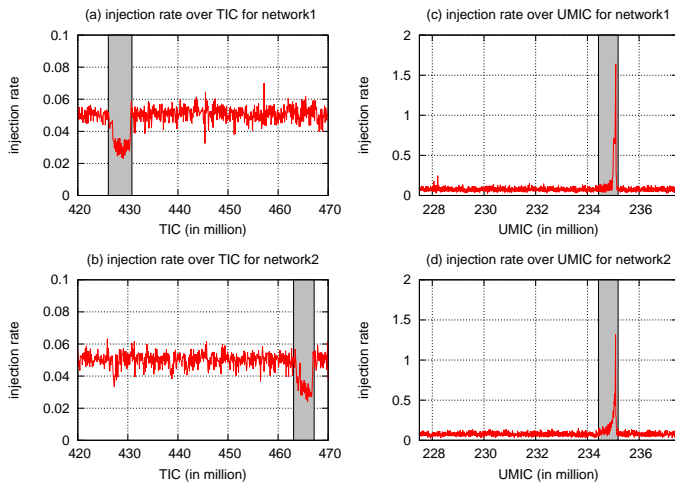 (a) injection rate over TIC for network1
0.1
0.08
0.06
0.04
0.02
0
injection rate
420 430 440 450 460 470
TIC (in million)
(c) injection rate over UMIC for network1
2
1.5
1
0.5
0
injection rate
228 230 232 234 236
UMIC (in million)
(b) injection rate over TIC for network2
0.1
0.08
0.06
0.04
0.02
0
injection rate
420 430 440 450 460 470
TIC (in million)
(d) injection rate over UMIC for network2
2
1.5
1
0.5
0
injection rate
228 230 232 234 236
UMIC (in million)